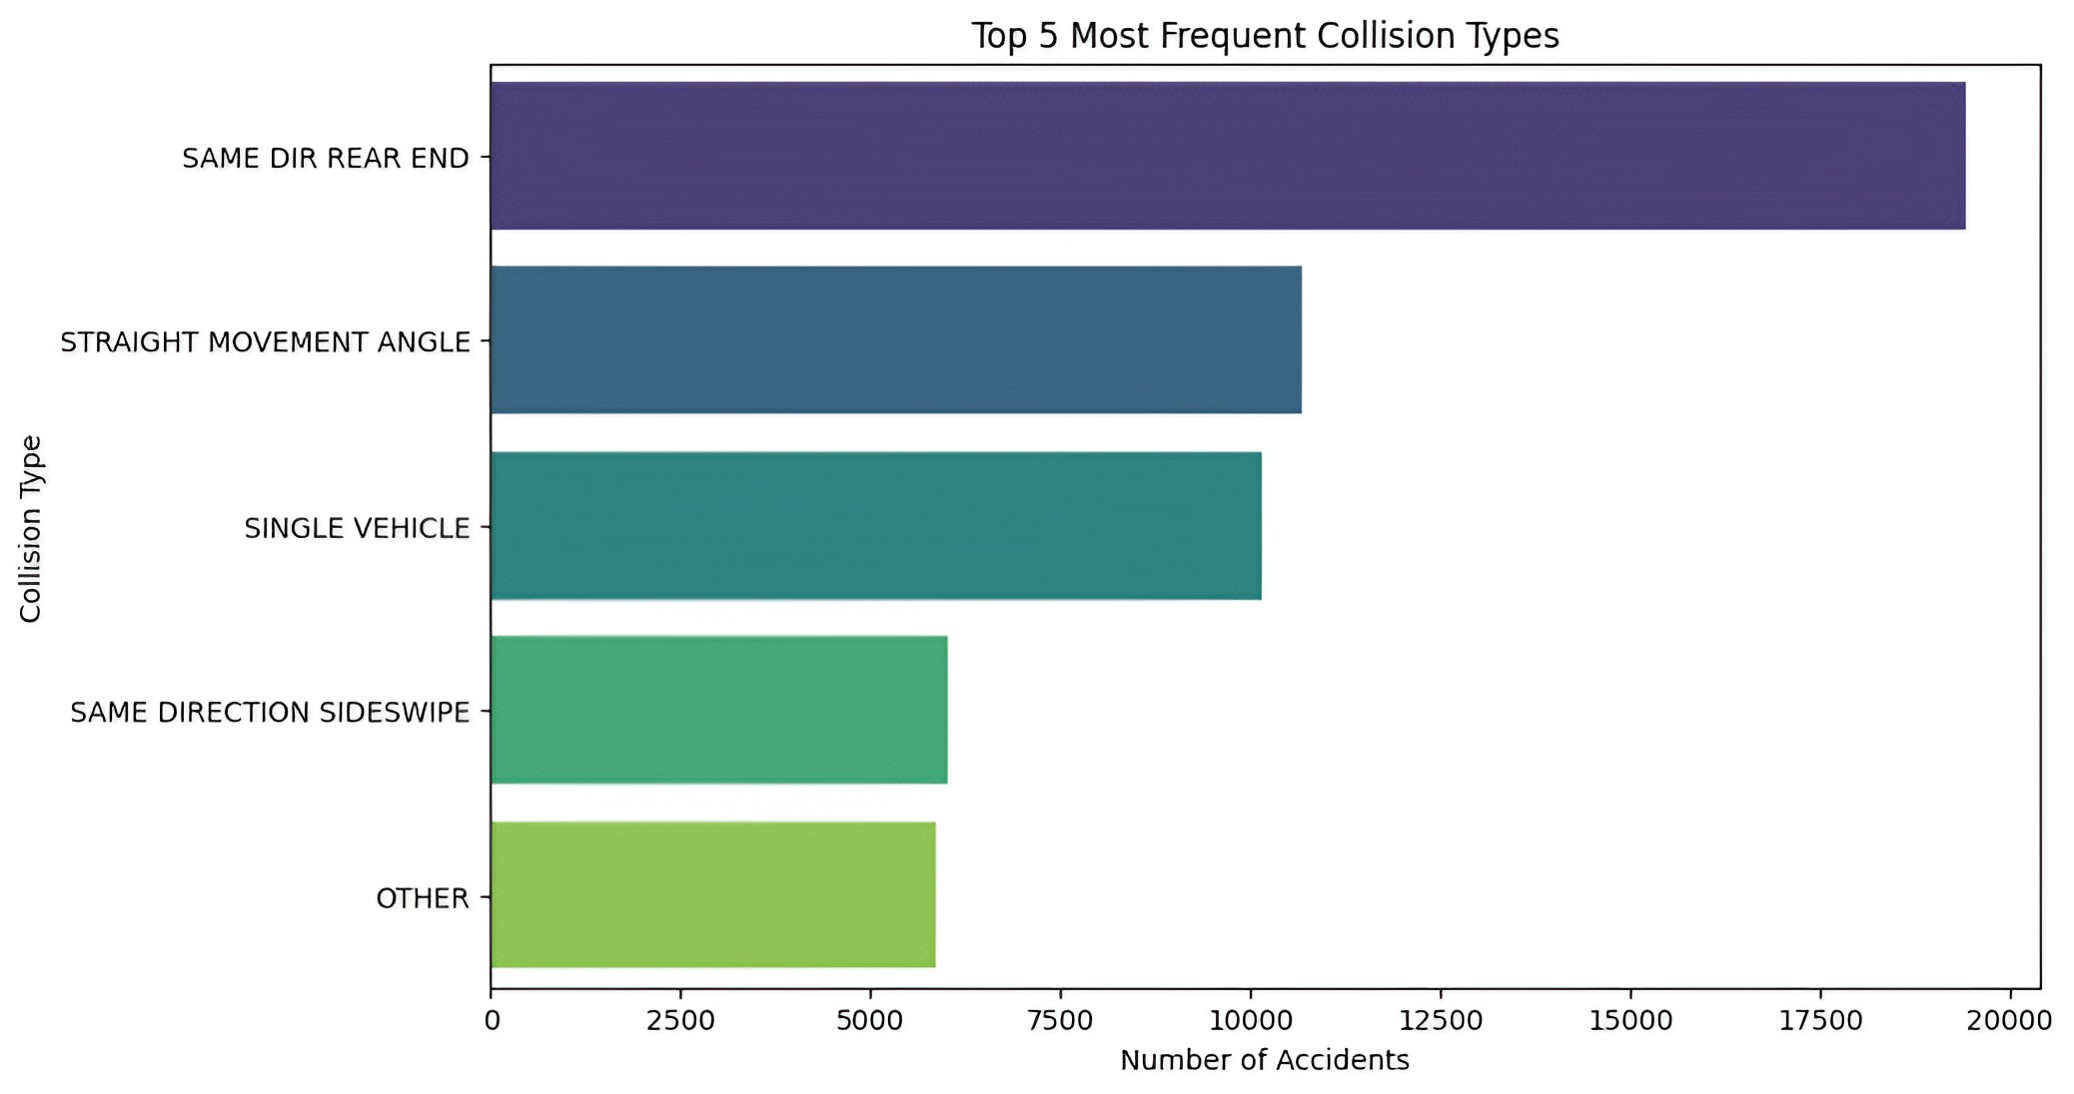 Top 5 Most Frequent Collision Types
SAME DIR REAR END
STRAIGHT MOVEMENT ANGLE
SINGLE VEHICLE
SAME DIRECTION SIDESWIPE
OTHER
Collision Type
0 2500 5000 7500 10000 12500 15000 17500 20000
Number of Accidents